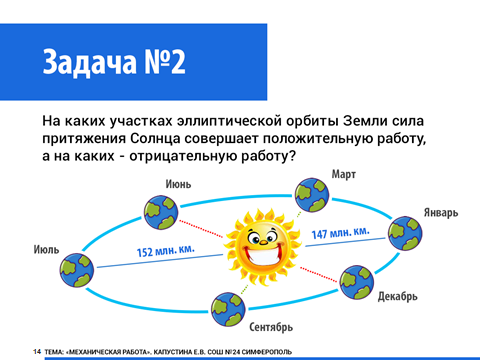 Задача №2
На каких участках эллиптической орбиты Земли сила
притяжения Солнца совершает положительную работу,
а на каких - отрицательную работу?
Март
Июнь
Январь
147 млн. км.
Июль
152 млн. км.
Декабрь
Сентябрь
14 ТЕМА: «МЕХАНИЧЕСКАЯ РАБОТА». КАПУСТИНА Е.В. СОШ №24 СИМФЕРОПОЛЬ